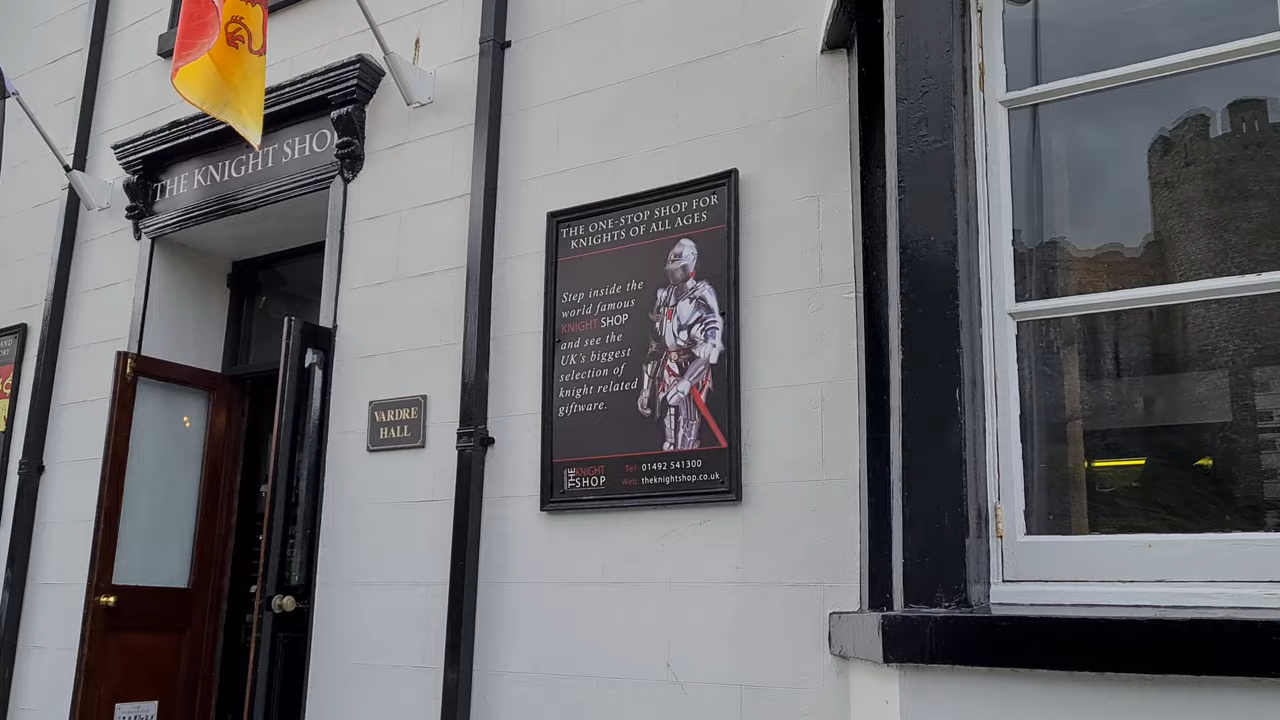 THE KNIGHT SHOP
THE ONE-STOP SHOP FOR
KNIGHTS OF ALL AGES
Step inside the
world famous
KNIGHT SHOP
and see the
UK's biggest
selection of
knight related
giftware.
THE KNIGHT SHOP
Tel: 01492 541300
Web: theknightshop.co.uk
VARDRE
HALL